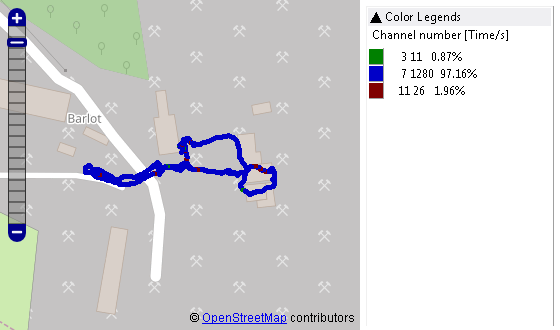 ▲ Color Legends
Channel number [Time/s]
3 11 0.87%
7 1280 97.16%
11 26 1.96%
Barlot
© OpenStreetMap contributors